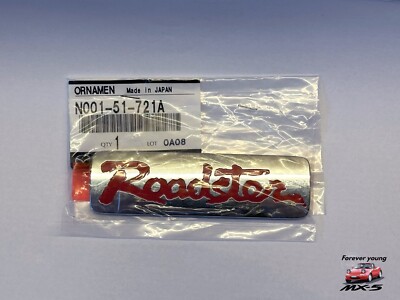 ORNAMEN Made in JAPAN
N001-51-721A
QTY 1 LOT 0A08
Roadster
Forever young
MX-5